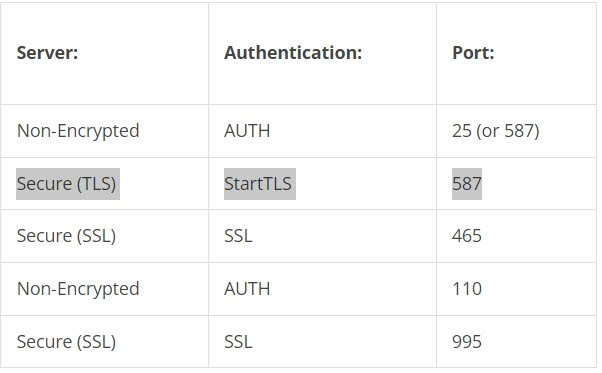 Server: Authentication: Port:
Non-Encrypted AUTH 25 (or 587)
Secure (TLS) StartTLS 587
Secure (SSL) SSL 465
Non-Encrypted AUTH 110
Secure (SSL) SSL 995